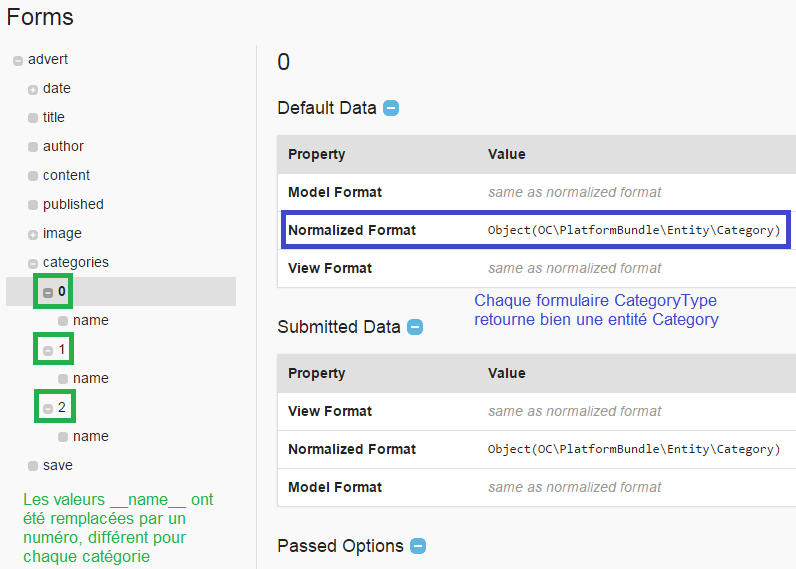 Forms
advert
date
title
author
content
published
image
categories
0
name
1
name
2
name
save
Les valeurs __name__ ont
été remplacées par un
numéro, différent pour
chaque catégorie
0
Default Data
Property Value
Model Format same as normalized format
Normalized Format Object(OC\PlatformBundle\Entity\Category)
View Format same as normalized format
Chaque formulaire CategoryType
retourne bien une entité Category
Submitted Data
Property Value
View Format same as normalized format
Normalized Format Object(OC\PlatformBundle\Entity\Category)
Model Format same as normalized format
Passed Options